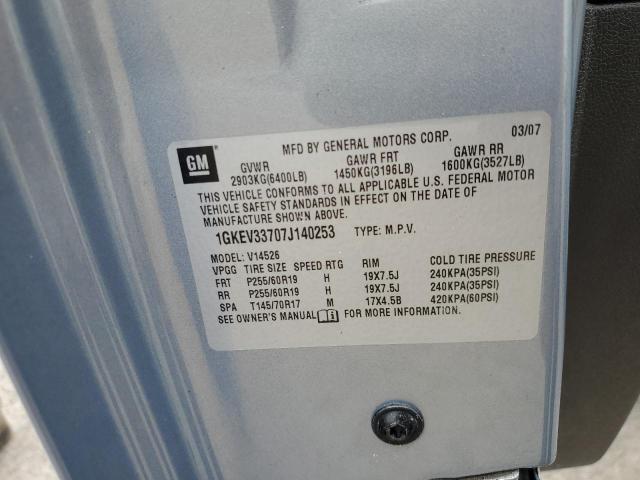 MFD BY GENERAL MOTORS CORP. 03/07
GM
GVWR GAWR FRT GAWR RR
2903KG(6400LB) 1450KG(3196LB) 1600KG(3527LB)
THIS VEHICLE CONFORMS TO ALL APPLICABLE U.S. FEDERAL MOTOR
VEHICLE SAFETY STANDARDS IN EFFECT ON THE DATE OF
MANUFACTURE SHOWN ABOVE.
1GKEV33707J140253 TYPE: M.P.V.
MODEL: V14526
VPGG TIRE SIZE SPEED RTG RIM COLD TIRE PRESSURE
FRT P255/60R19 H 19X7.5J 240KPA(35PSI)
RR P255/60R19 H 19X7.5J 240KPA(35PSI)
SPA T145/70R17 M 17X4.5B 420KPA(60PSI)
SEE OWNER'S MANUAL FOR MORE INFORMATION.